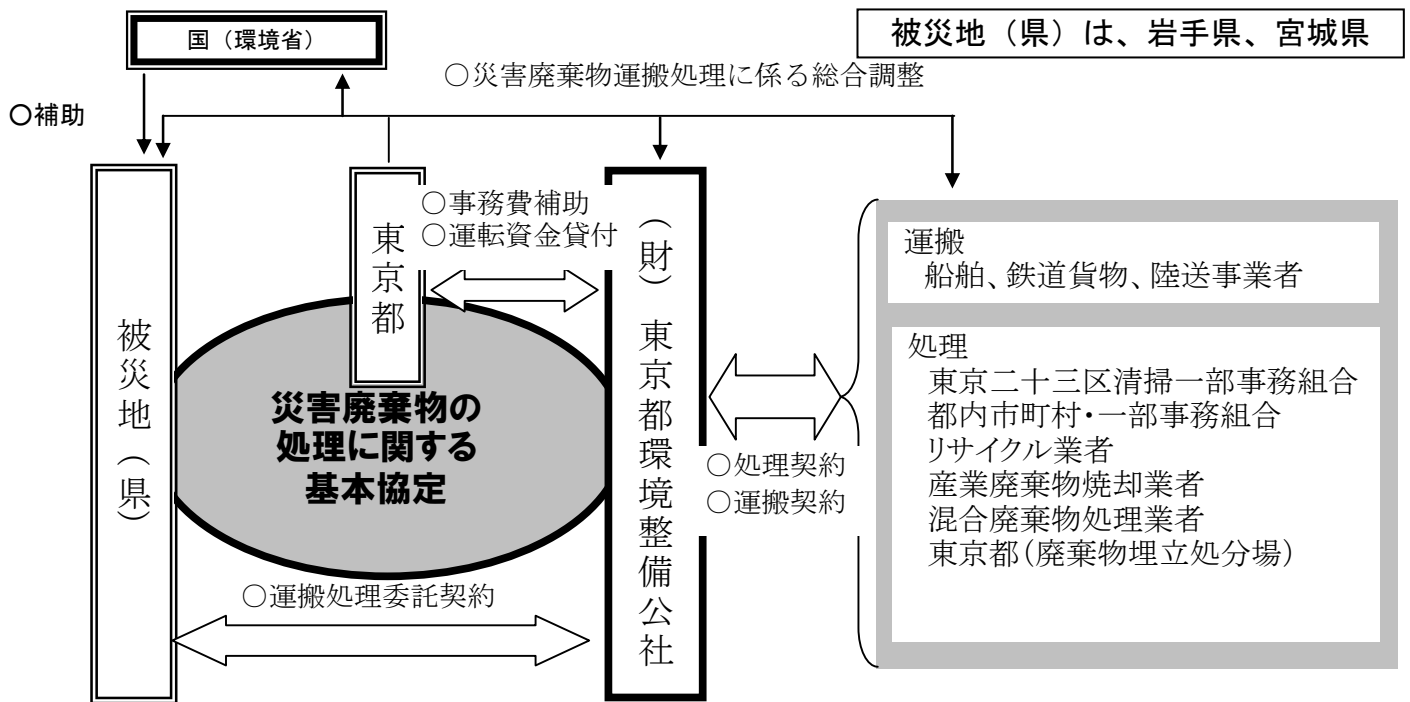 国（環境省）
被災地（県）は、岩手県、宮城県
○災害廃棄物運搬処理に係る総合調整
○補助
被災地（県）
東京都
○事務費補助
○運転資金貸付
（財）東京都環境整備公社
災害廃棄物の
処理に関する
基本協定
○運搬処理委託契約
○処理契約
○運搬契約
運搬
船舶、鉄道貨物、陸送事業者
処理
東京二十三区清掃一部事務組合
都内市町村・一部事務組合
リサイクル業者
産業廃棄物焼却業者
混合廃棄物処理業者
東京都（廃棄物埋立処分場）